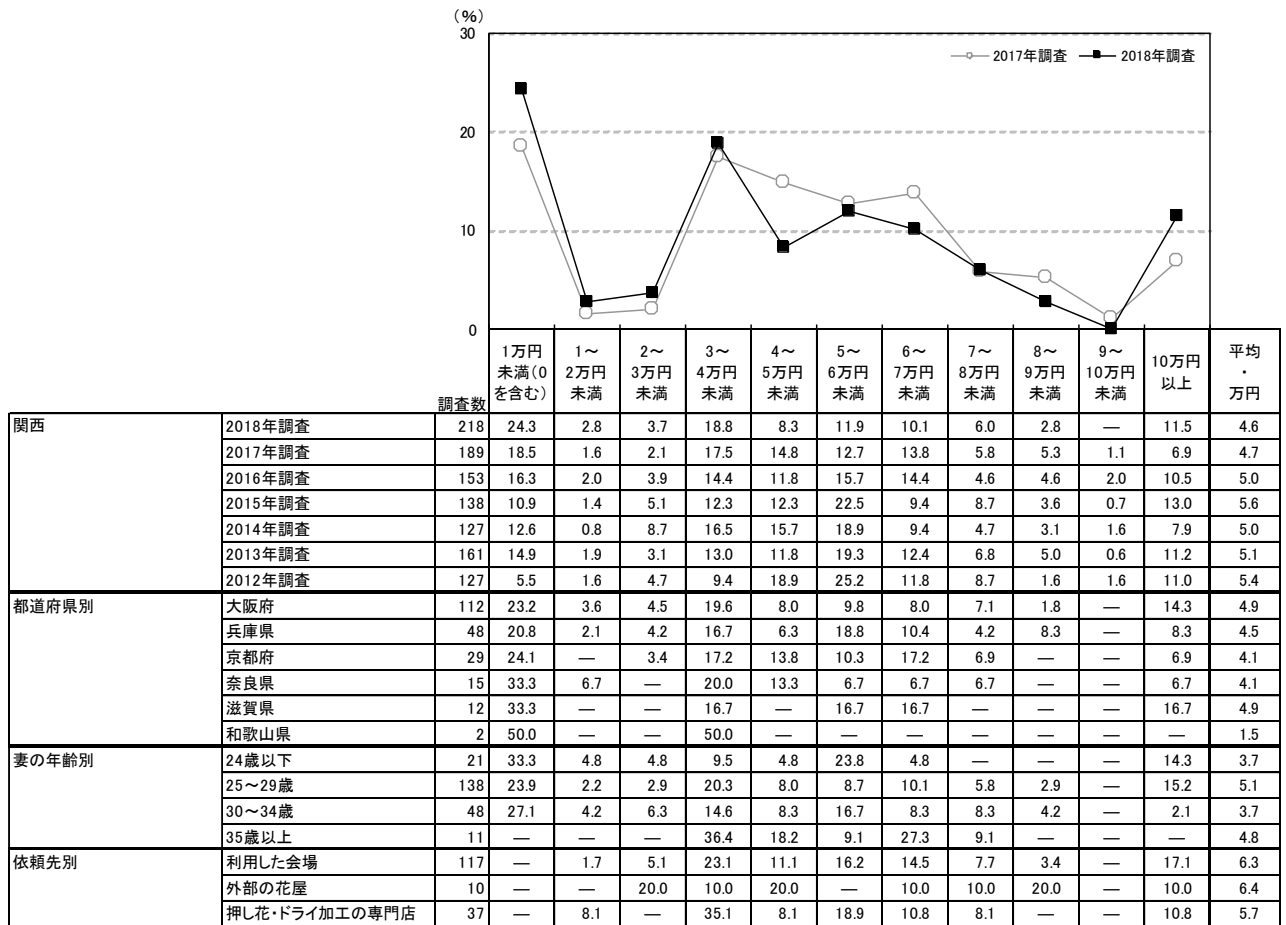 (%)
30
20
10
0
2017年調査 2018年調査
調査数 1万円未満(0を含む) 1～2万円未満 2～3万円未満 3～4万円未満 4～5万円未満 5～6万円未満 6～7万円未満 7～8万円未満 8～9万円未満 9～10万円未満 10万円以上 平均・万円
関西 2018年調査 218 24.3 2.8 3.7 18.8 8.3 11.9 10.1 6.0 2.8 — 11.5 4.6
2017年調査 189 18.5 1.6 2.1 17.5 14.8 12.7 13.8 5.8 5.3 1.1 6.9 4.7
2016年調査 153 16.3 2.0 3.9 14.4 11.8 15.7 14.4 4.6 4.6 2.0 10.5 5.0
2015年調査 138 10.9 1.4 5.1 12.3 12.3 22.5 9.4 8.7 3.6 0.7 13.0 5.6
2014年調査 127 12.6 0.8 8.7 16.5 15.7 18.9 9.4 4.7 3.1 1.6 7.9 5.0
2013年調査 161 14.9 1.9 3.1 13.0 11.8 19.3 12.4 6.8 5.0 0.6 11.2 5.1
2012年調査 127 5.5 1.6 4.7 9.4 18.9 25.2 11.8 8.7 1.6 1.6 11.0 5.4
都道府県別 大阪府 112 23.2 3.6 4.5 19.6 8.0 9.8 8.0 7.1 1.8 — 14.3 4.9
兵庫県 48 20.8 2.1 4.2 16.7 6.3 18.8 10.4 4.2 8.3 — 8.3 4.5
京都府 29 24.1 — 3.4 17.2 13.8 10.3 17.2 6.9 — — 6.9 4.1
奈良県 15 33.3 6.7 — 20.0 13.3 6.7 6.7 6.7 — — 6.7 4.1
滋賀県 12 33.3 — — 16.7 — 16.7 16.7 — — — 16.7 4.9
和歌山県 2 50.0 — — 50.0 — — — — — — — 1.5
妻の年齢別 24歳以下 21 33.3 4.8 4.8 9.5 4.8 23.8 4.8 — — — 14.3 3.7
25～29歳 138 23.9 2.2 2.9 20.3 8.0 8.7 10.1 5.8 2.9 — 15.2 5.1
30～34歳 48 27.1 4.2 6.3 14.6 8.3 16.7 8.3 8.3 4.2 — 2.1 3.7
35歳以上 11 — — — 36.4 18.2 9.1 27.3 9.1 — — — 4.8
依頼先別 利用した会場 117 — 1.7 5.1 23.1 11.1 16.2 14.5 7.7 3.4 — 17.1 6.3
外部の花屋 10 — — 20.0 10.0 20.0 — 10.0 10.0 20.0 — 10.0 6.4
押し花・ドライ加工の専門店 37 — 8.1 — 35.1 8.1 18.9 10.8 8.1 — — 10.8 5.7